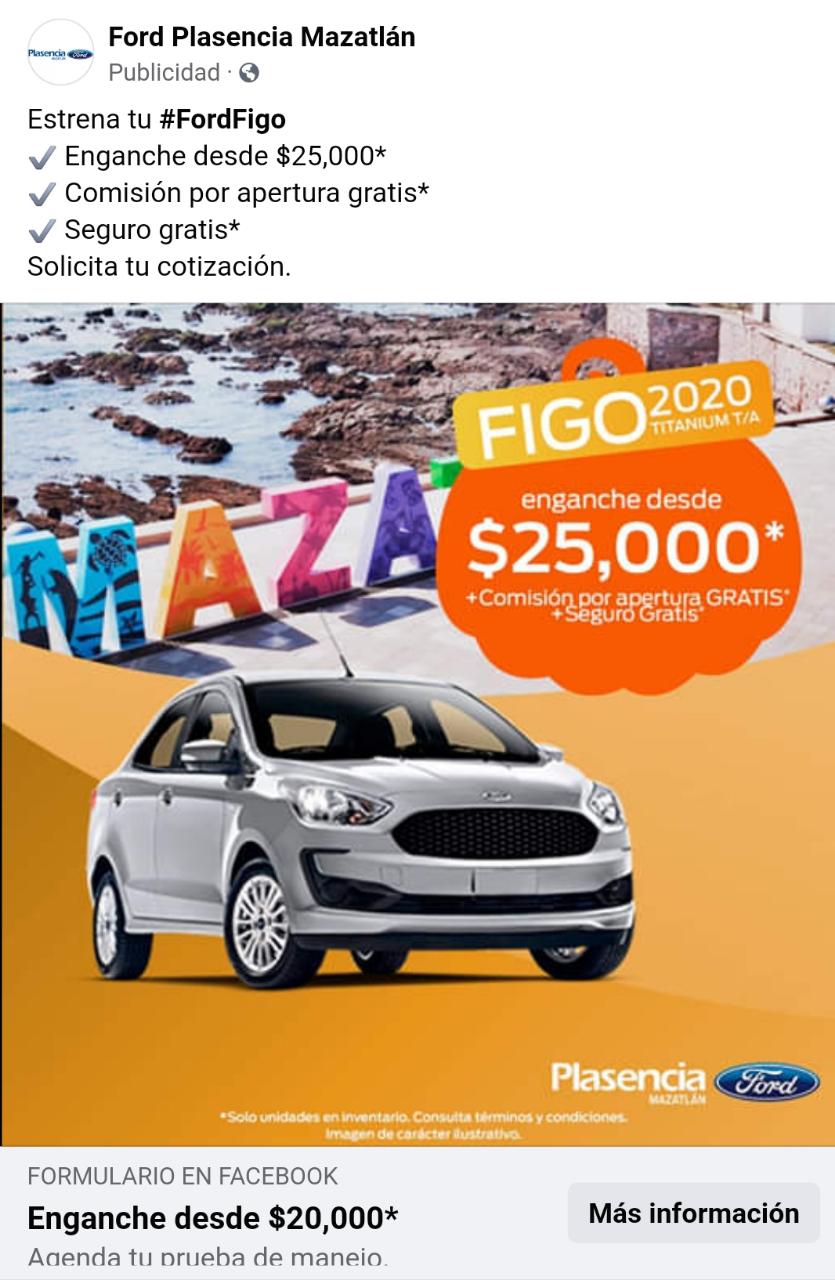 Plasencia Ford
Ford Plasencia Mazatlán
Publicidad ·
Estrena tu #FordFigo
✔ Enganche desde $25,000*
✔ Comisión por apertura gratis*
✔ Seguro gratis*
Solicita tu cotización.
FIGO 2020
TITANIUM T/A
MAZA
enganche desde
$25,000*
+Comisión por apertura GRATIS*
+Seguro Gratis*
Plasencia Ford
MAZATLÁN
*Solo unidades en inventario. Consulta términos y condiciones.
Imagen de carácter ilustrativo.
FORMULARIO EN FACEBOOK
Enganche desde $20,000*
Más información
Agenda tu prueba de manejo.